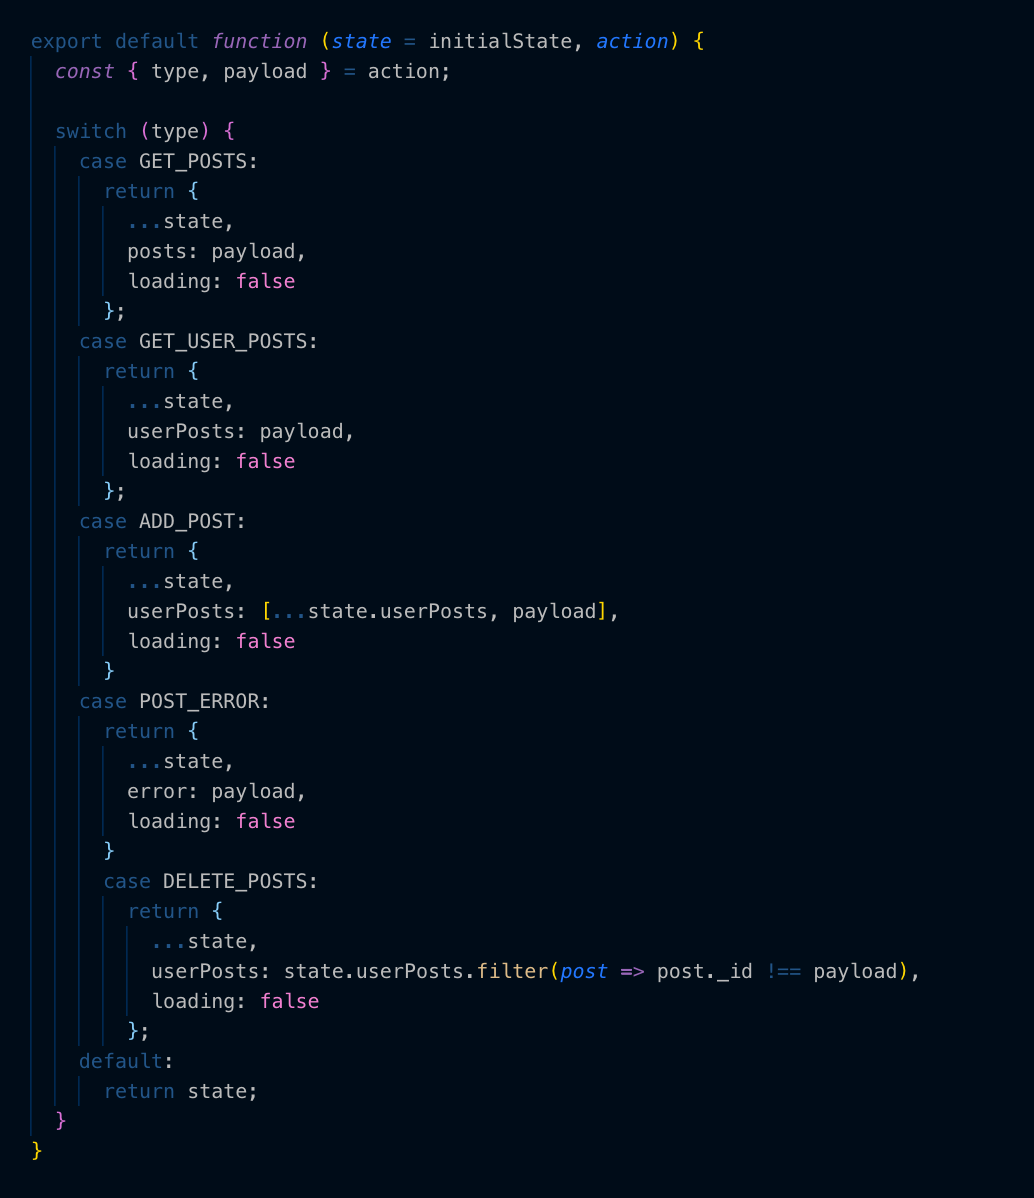 export default function (state = initialState, action) {
  const { type, payload } = action;

  switch (type) {
    case GET_POSTS:
      return {
        ...state,
        posts: payload,
        loading: false
      };
    case GET_USER_POSTS:
      return {
        ...state,
        userPosts: payload,
        loading: false
      };
    case ADD_POST:
      return {
        ...state,
        userPosts: [...state.userPosts, payload],
        loading: false
      }
    case POST_ERROR:
      return {
        ...state,
        error: payload,
        loading: false
      }
      case DELETE_POSTS:
        return {
          ...state,
          userPosts: state.userPosts.filter(post => post._id !== payload),
          loading: false
        };
    default:
      return state;
  }
}